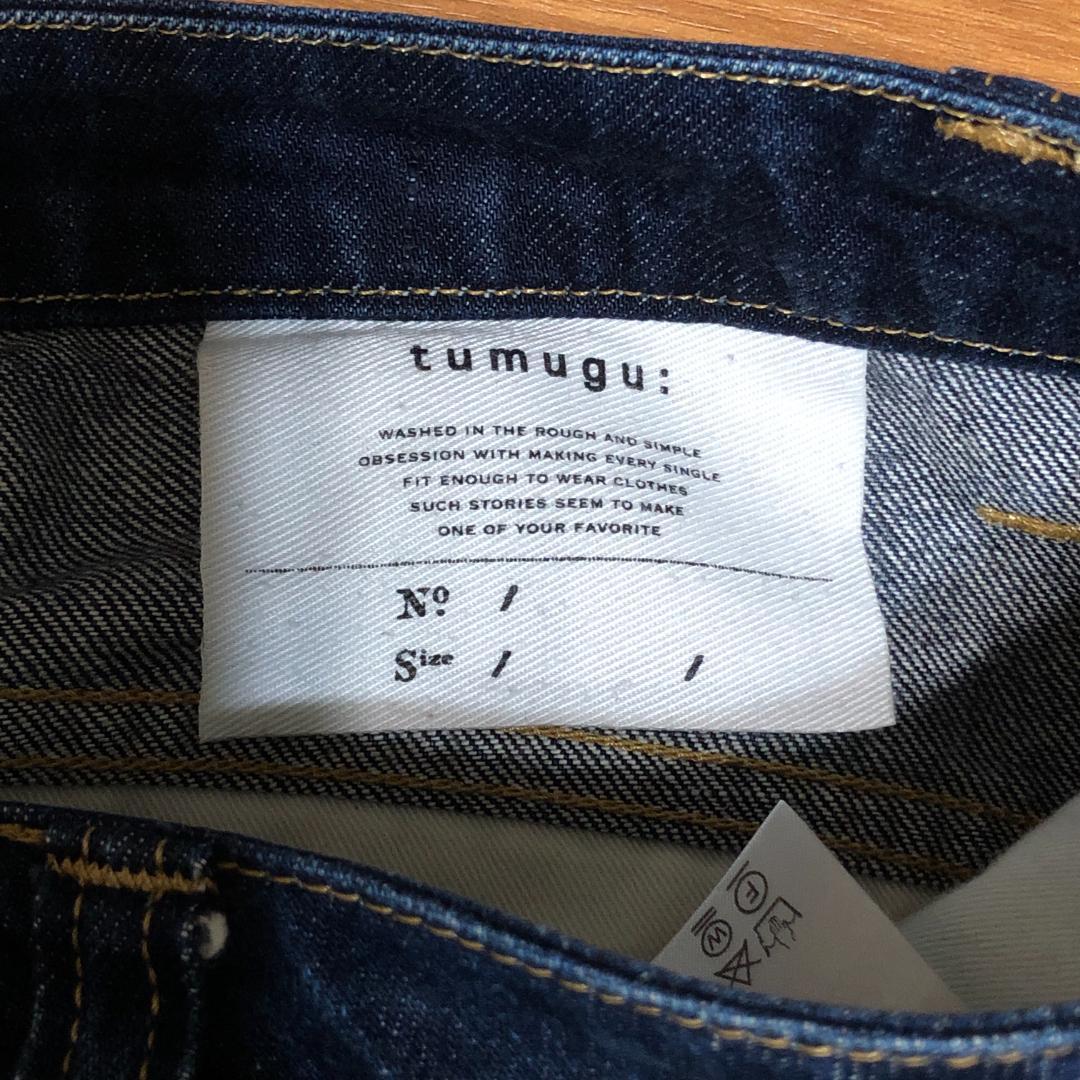 tumugu:
WASHED IN THE ROUGH AND SIMPLE
OBSESSION WITH MAKING EVERY SINGLE
FIT ENOUGH TO WEAR CLOTHES
SUCH STORIES SEEM TO MAKE
ONE OF YOUR FAVORITE
Nº /
Size / /
F
W